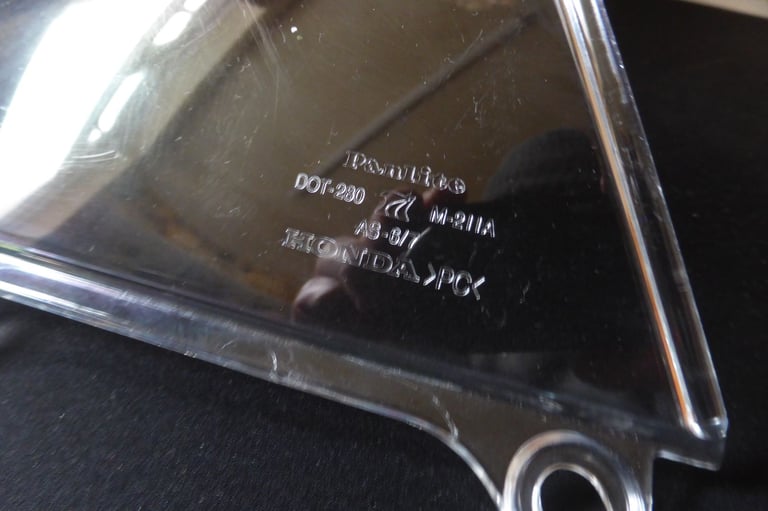 Panlite
DOT-280 M-211A
AS-6/7
HONDA >PC<